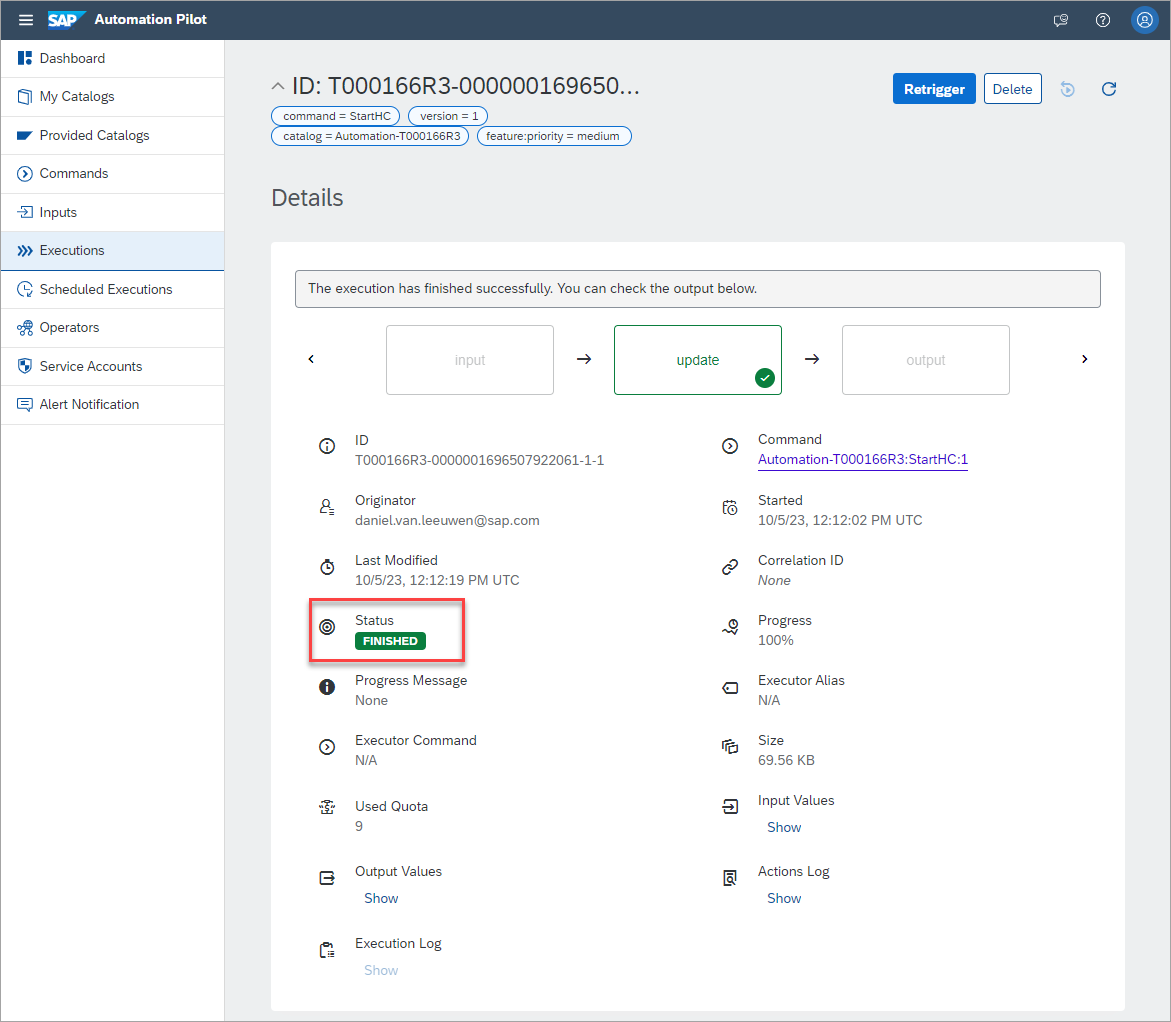 SAP Automation Pilot
Dashboard
My Catalogs
Provided Catalogs
Commands
Inputs
Executions
Scheduled Executions
Operators
Service Accounts
Alert Notification
ID: T000166R3-000000169650...
Retrigger
Delete
command = StartHC
version = 1
catalog = Automation-T000166R3
feature:priority = medium
Details
The execution has finished successfully. You can check the output below.
input
update
output
ID
T000166R3-0000001696507922061-1-1
Command
Automation-T000166R3:StartHC:1
Originator
daniel.van.leeuwen@sap.com
Started
10/5/23, 12:12:02 PM UTC
Last Modified
10/5/23, 12:12:19 PM UTC
Correlation ID
None
Status
FINISHED
Progress
100%
Progress Message
None
Executor Alias
N/A
Executor Command
N/A
Size
69.56 KB
Used Quota
9
Input Values
Show
Output Values
Show
Actions Log
Show
Execution Log
Show